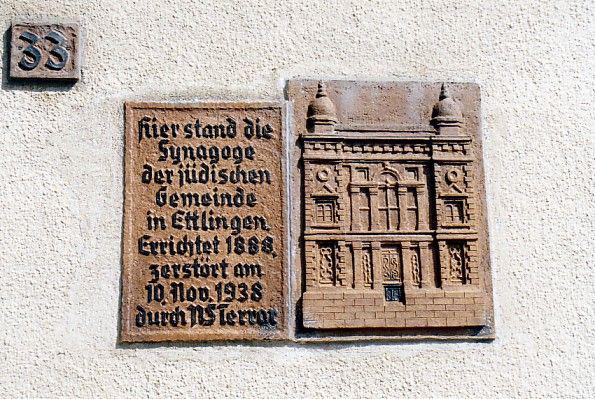 33
Hier stand die
Synagoge
der jüdischen
Gemeinde
in Ettlingen.
Errichtet 1888,
zerstört am
10. Nov. 1938
durch NS Terror